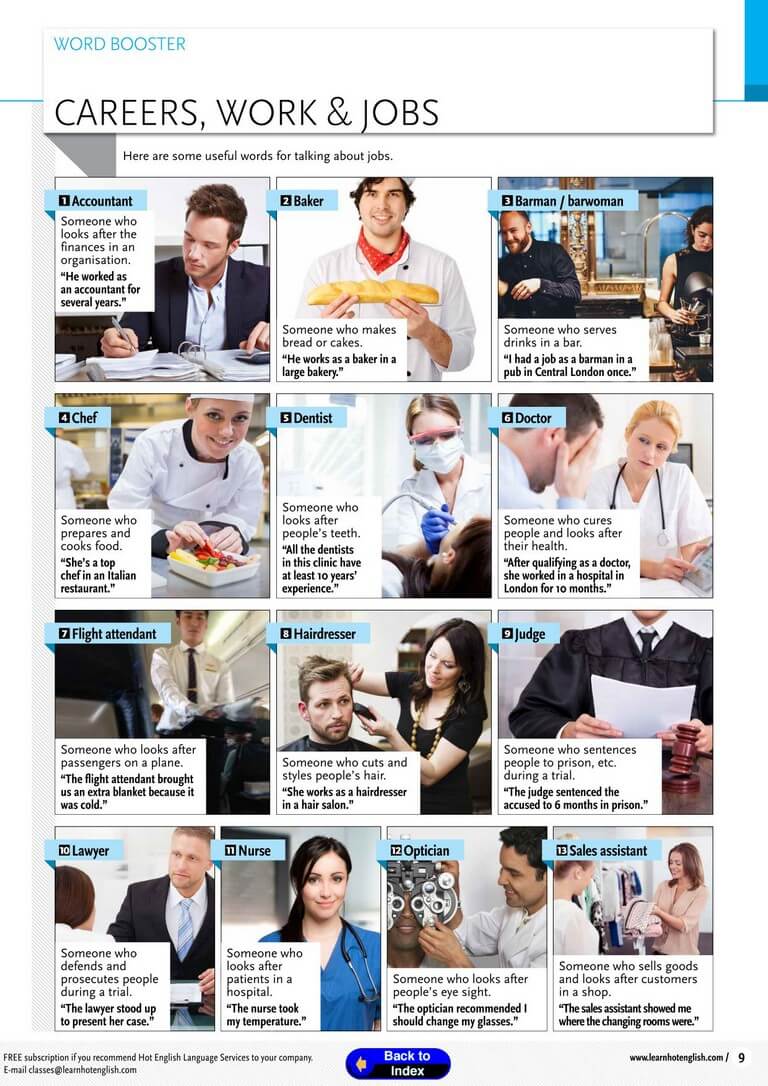 WORD BOOSTER
CAREERS, WORK & JOBS
Here are some useful words for talking about jobs.
1 Accountant
Someone who
looks after the
finances in an
organisation.
“He worked as
an accountant for
several years.”
2 Baker
Someone who makes
bread or cakes.
“He works as a baker in a
large bakery.”
3 Barman / barwoman
Someone who serves
drinks in a bar.
“I had a job as a barman in a
pub in Central London once.”
4 Chef
Someone who
prepares and
cooks food.
“She’s a top
chef in an Italian
restaurant.”
5 Dentist
Someone who
looks after
people’s teeth.
“All the dentists
in this clinic have
at least 10 years’
experience.”
6 Doctor
Someone who cures
people and looks after
their health.
“After qualifying as a doctor,
she worked in a hospital in
London for 10 months.”
7 Flight attendant
Someone who looks after
passengers on a plane.
“The flight attendant brought
us an extra blanket because it
was cold.”
8 Hairdresser
Someone who cuts and
styles people’s hair.
“She works as a hairdresser
in a hair salon.”
9 Judge
Someone who sentences
people to prison, etc.
during a trial.
“The judge sentenced the
accused to 6 months in prison.”
10 Lawyer
Someone who
defends and
prosecutes people
during a trial.
“The lawyer stood up
to present her case.”
11 Nurse
Someone who
looks after
patients in a
hospital.
“The nurse took
my temperature.”
12 Optician
Someone who looks after
people’s eye sight.
“The optician recommended I
should change my glasses.”
13 Sales assistant
Someone who sells goods
and looks after customers
in a shop.
“The sales assistant showed me
where the changing rooms were.”
FREE subscription if you recommend Hot English Language Services to your company.
E-mail classes@learnhotenglish.com
Back to
Index
www.learnhotenglish.com / 9